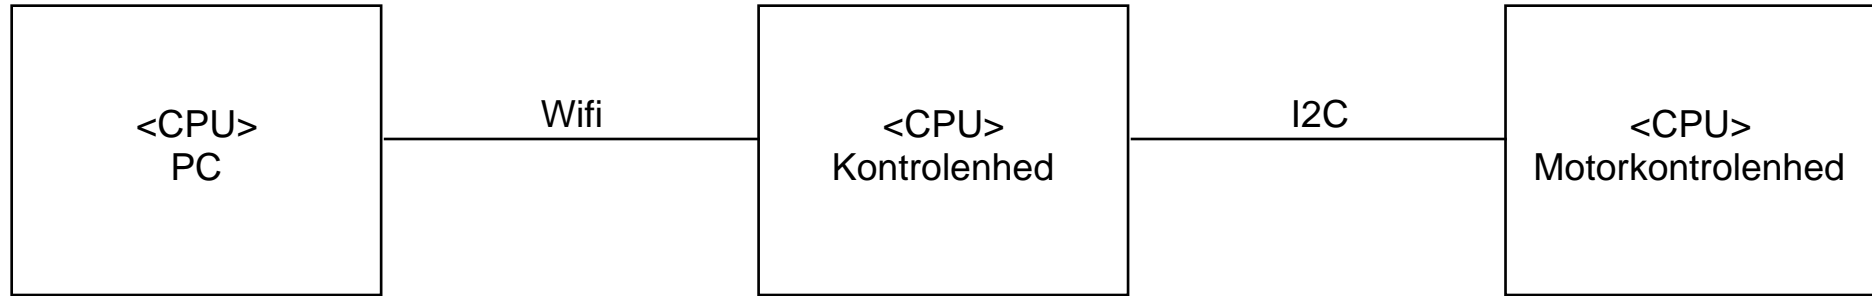 <CPU>
PC
Wifi
<CPU>
Kontrolenhed
I2C
<CPU>
Motorkontrolenhed